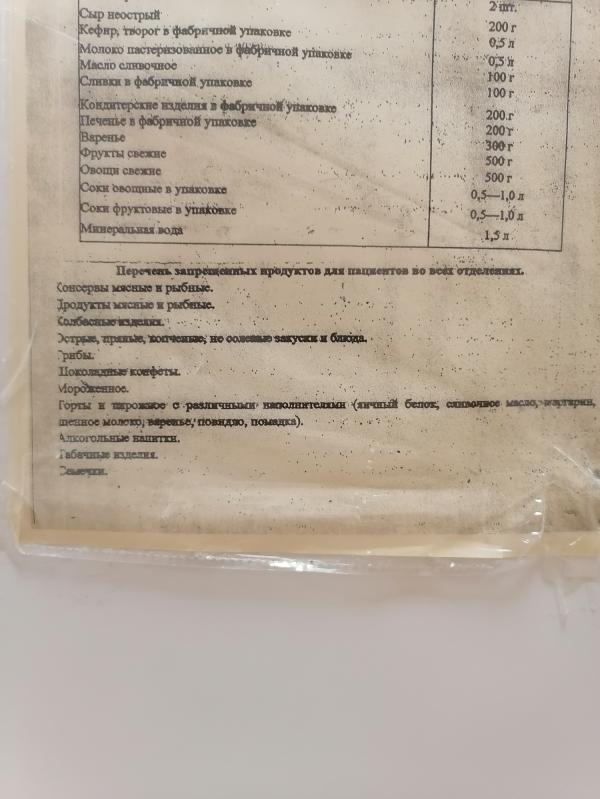 2 шт.
Сыр неострый 200 г
Кефир, творог в фабричной упаковке 0,5 л
Молоко пастеризованное в фабричной упаковке 0,5 л
Масло сливочное 100 г
Сливки в фабричной упаковке 100 г
Кондитерские изделия в фабричной упаковке 200 г
Печенье в фабричной упаковке 200 г
Варенье 300 г
Фрукты свежие 500 г
Овощи свежие 500 г
Соки овощные в упаковке 0,5—1,0 л
Соки фруктовые в упаковке 0,5—1,0 л
Минеральная вода 1,5 л
Перечень запрещенных продуктов для пациентов во всех отделениях.
Консервы мясные и рыбные.
Продукты мясные и рыбные.
Колбасные изделия.
Острые, пряные, копченые, не соленые закуски и блюда.
Грибы.
Шоколадные конфеты.
Мороженное.
Торты и пирожное с различными наполнителями (яичный белок, сливочное масло, маргарин,
щенное молоко, варенье, повидло, помадка).
Алкогольные напитки.
Табачные изделия.
Семечки.